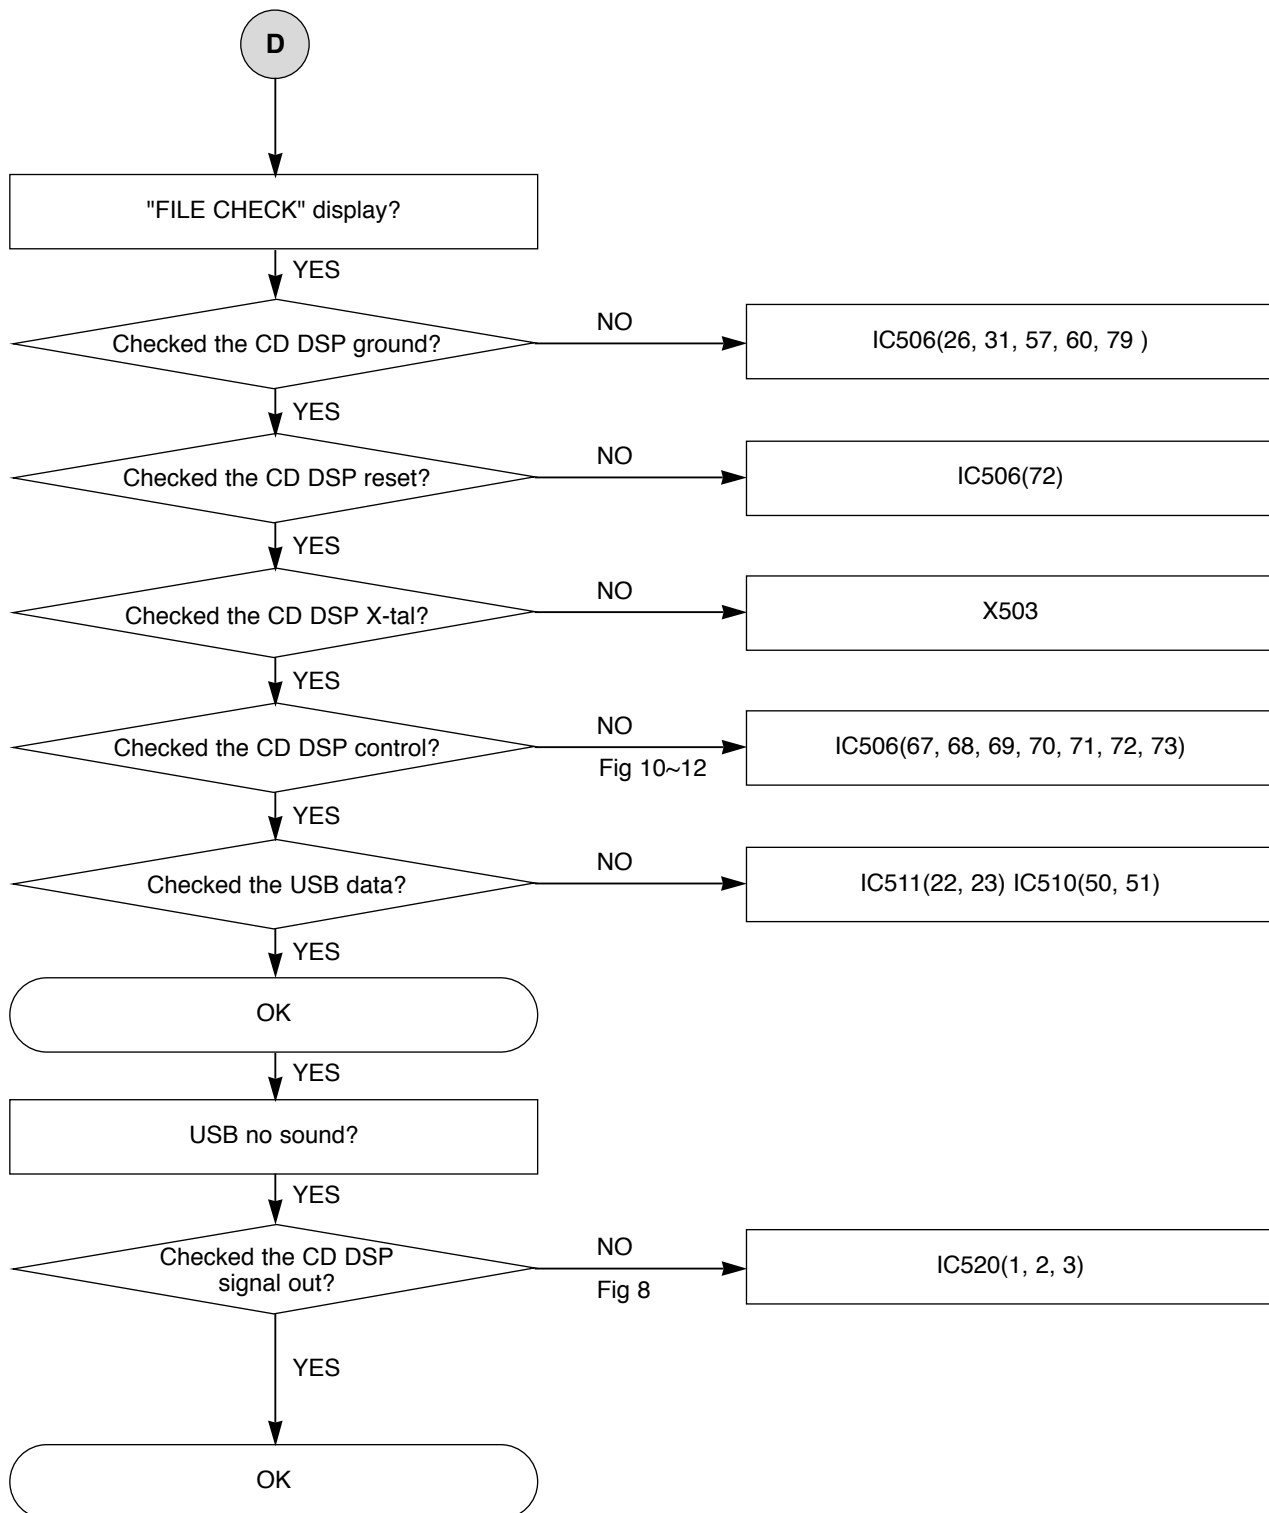 D
"FILE CHECK" display?
YES
Checked the CD DSP ground?
NO
IC506(26, 31, 57, 60, 79 )
YES
Checked the CD DSP reset?
NO
IC506(72)
YES
Checked the CD DSP X-tal?
NO
X503
YES
Checked the CD DSP control?
NO
Fig 10~12
IC506(67, 68, 69, 70, 71, 72, 73)
YES
Checked the USB data?
NO
IC511(22, 23) IC510(50, 51)
YES
OK
YES
USB no sound?
YES
Checked the CD DSP
signal out?
NO
Fig 8
IC520(1, 2, 3)
YES
OK